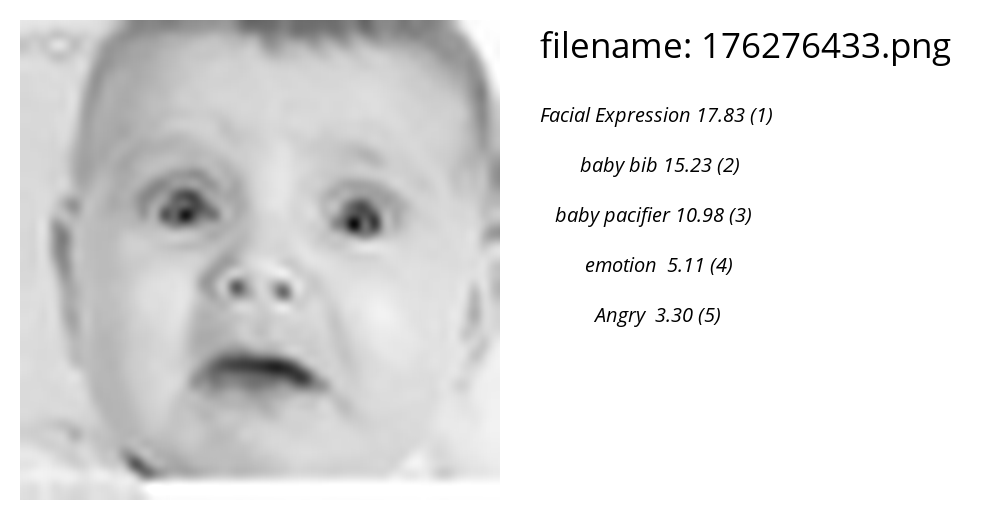 filename: 176276433.png
Facial Expression 17.83 (1)
baby bib 15.23 (2)
baby pacifier 10.98 (3)
emotion 5.11 (4)
Angry 3.30 (5)